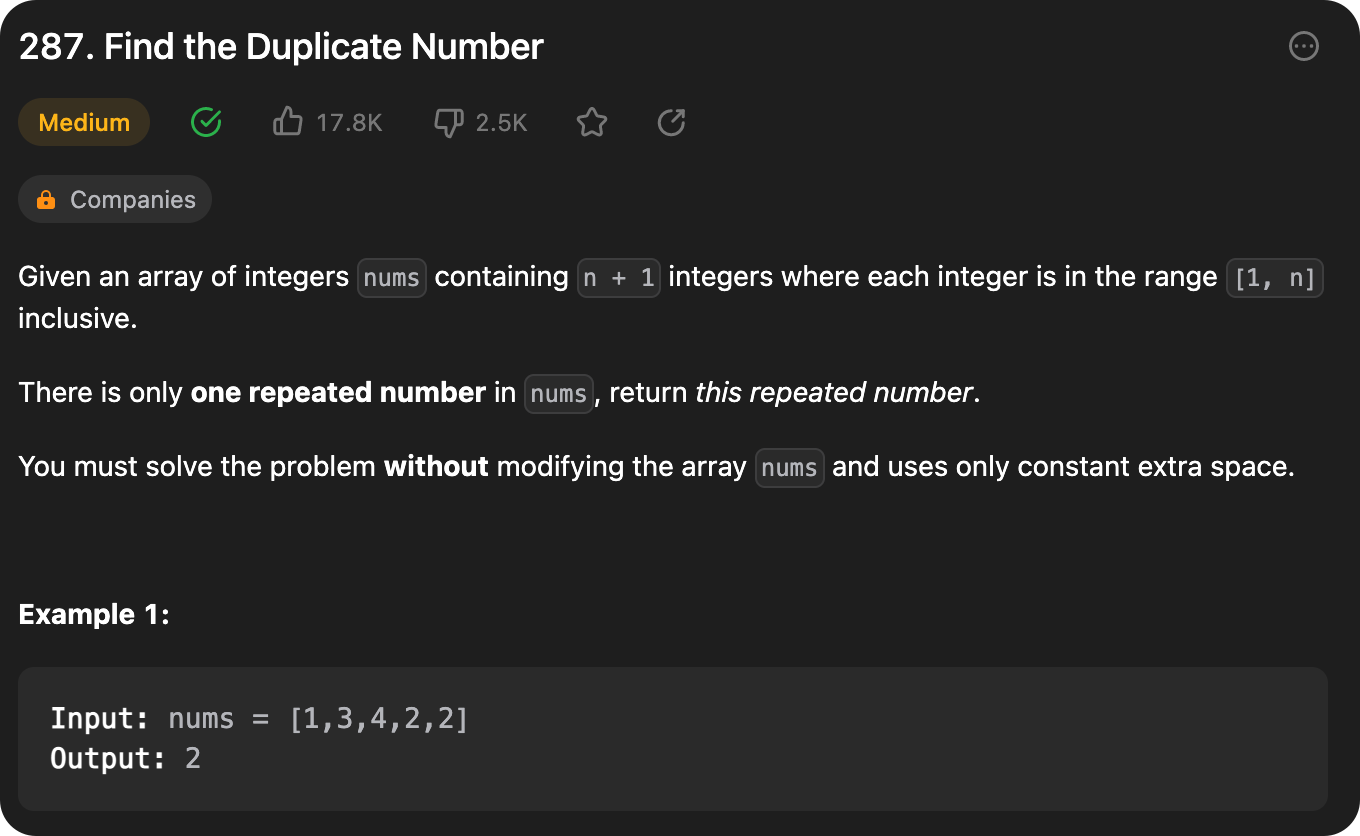 287. Find the Duplicate Number
Medium 17.8K 2.5K
Companies
Given an array of integers nums containing n + 1 integers where each integer is in the range [1, n]
inclusive.
There is only one repeated number in nums, return this repeated number.
You must solve the problem without modifying the array nums and uses only constant extra space.
Example 1:
Input: nums = [1,3,4,2,2]
Output: 2